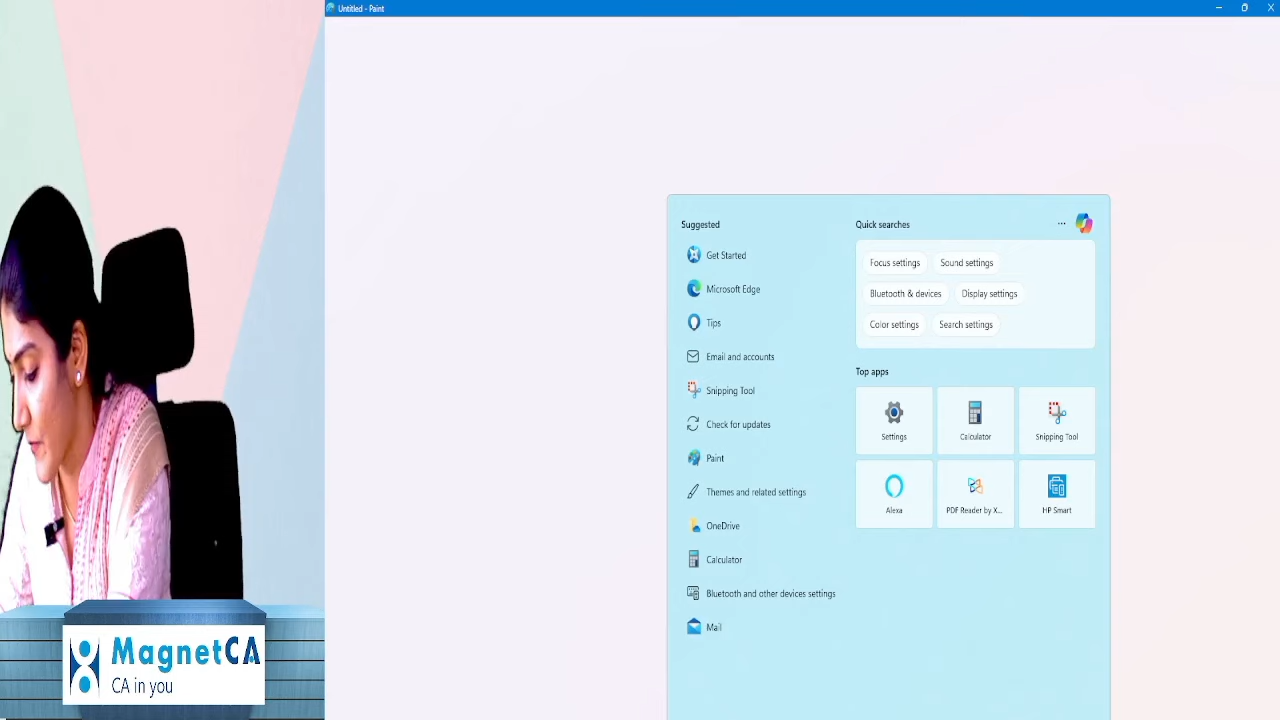 Untitled - Paint
Suggested
Get Started
Microsoft Edge
Tips
Email and accounts
Snipping Tool
Check for updates
Paint
Themes and related settings
OneDrive
Calculator
Bluetooth and other devices settings
Mail
Quick searches
Focus settings
Sound settings
Bluetooth & devices
Display settings
Color settings
Search settings
Top apps
Settings
Calculator
Snipping Tool
Alexa
PDF Reader by X...
HP Smart
MagnetCA
CA in you